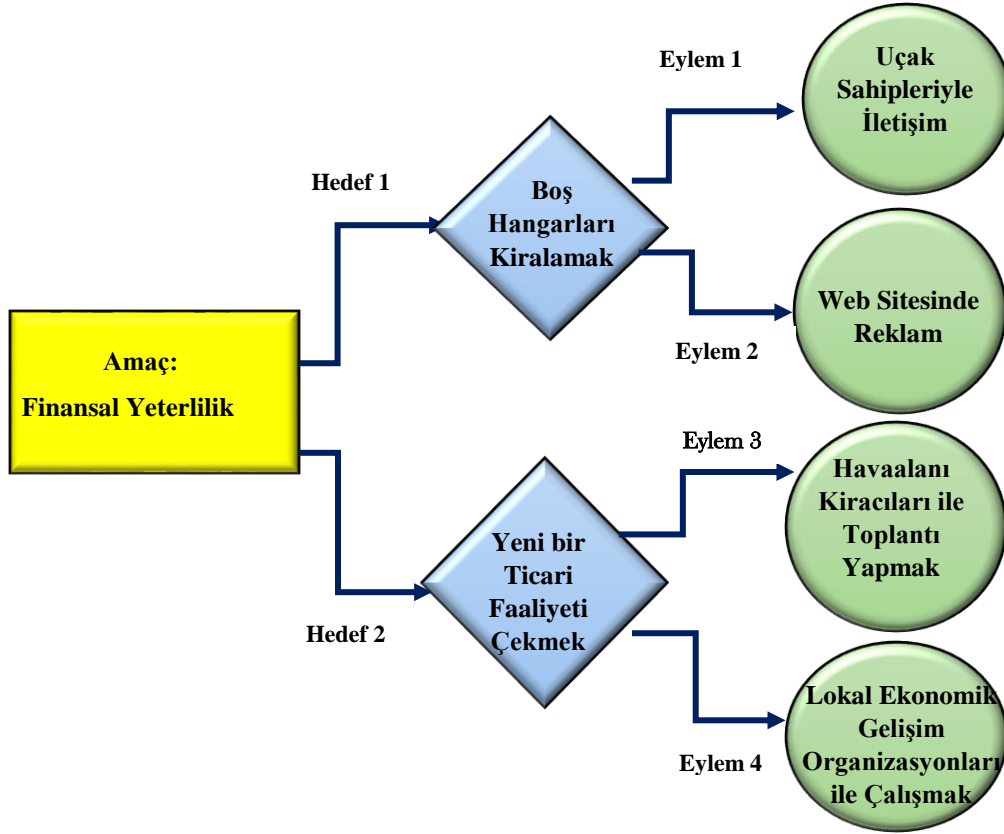 Amaç:
Finansal Yeterlilik
Hedef 1
Boş
Hangarları
Kiralamak
Eylem 1
Uçak
Sahipleriyle
İletişim
Eylem 2
Web Sitesinde
Reklam
Hedef 2
Yeni bir
Ticari
Faaliyeti
Çekmek
Eylem 3
Havaalanı
Kiracıları ile
Toplantı
Yapmak
Eylem 4
Lokal Ekonomik
Gelişim
Organizasyonları
ile Çalışmak